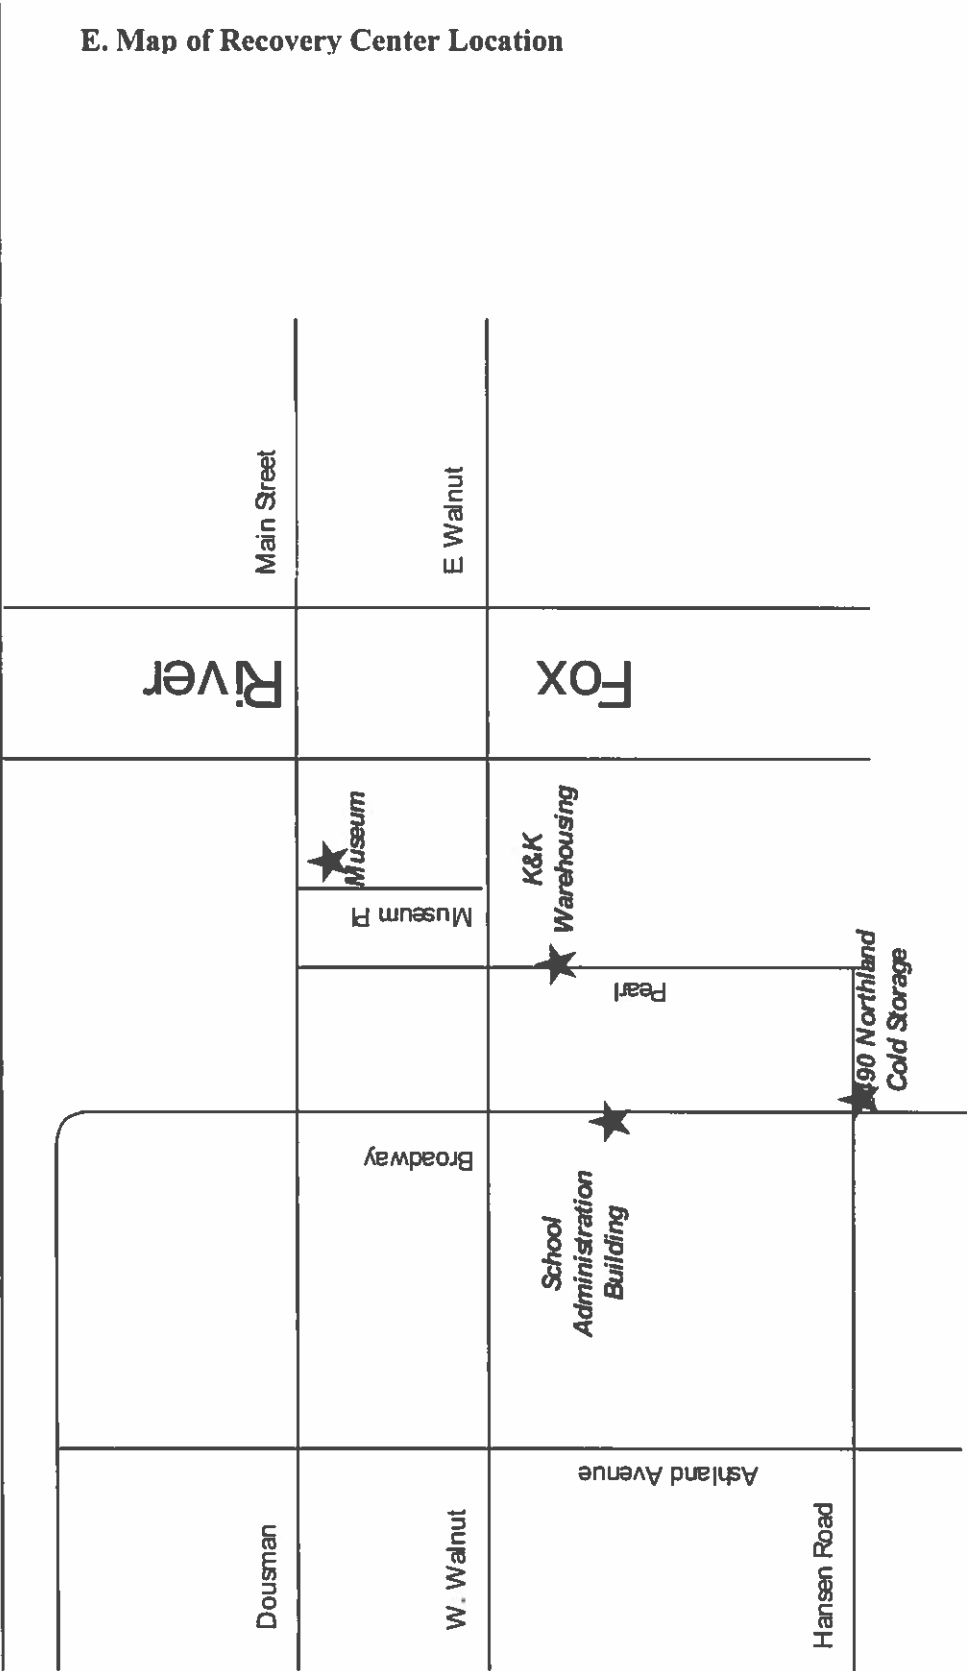 E. Map of Recovery Center Location
Main Street
E. Walnut
River
Fox
Museum
K&K
Warehousing
Museum Pl
Pearl
490 Northland
Cold Storage
Broadway
School
Administration
Building
Ashland Avenue
Dousman
W. Walnut
Hansen Road